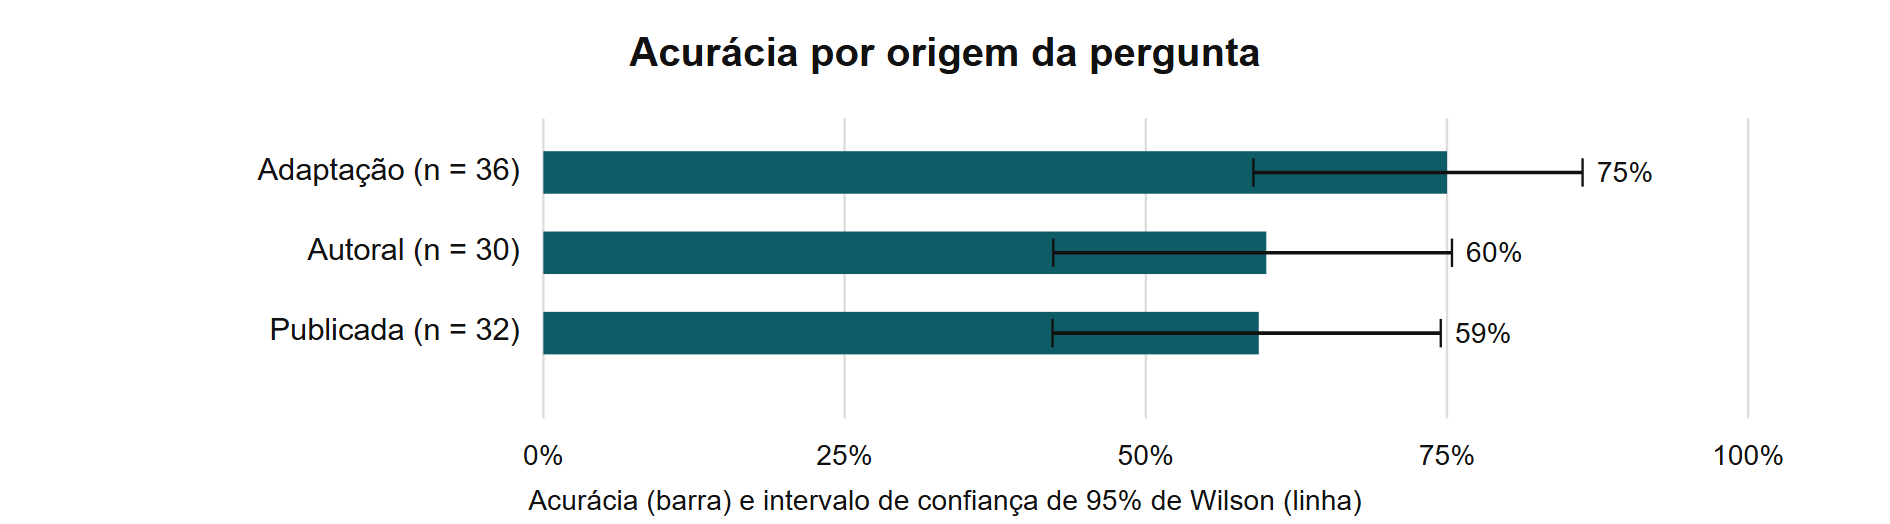 Acurácia por origem da pergunta
Adaptação (n = 36)
75%
Autoral (n = 30)
60%
Publicada (n = 32)
59%
0%
25%
50%
75%
100%
Acurácia (barra) e intervalo de confiança de 95% de Wilson (linha)